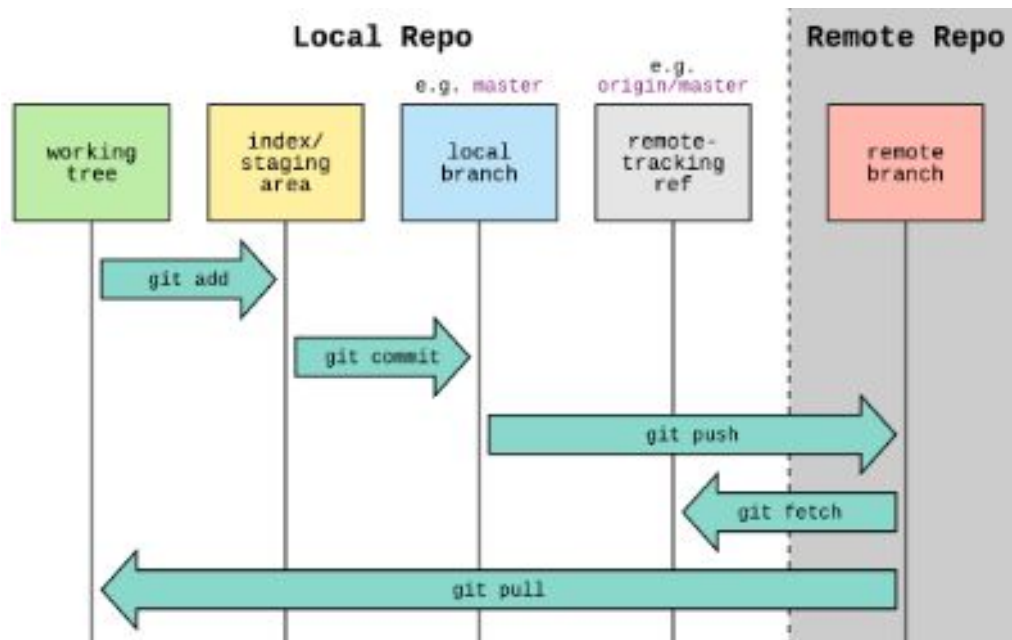 Local Repo
Remote Repo
e.g. master
e.g.
origin/master
working
tree
index/
staging
area
local
branch
remote-
tracking
ref
remote
branch
git add
git commit
git push
git fetch
git pull